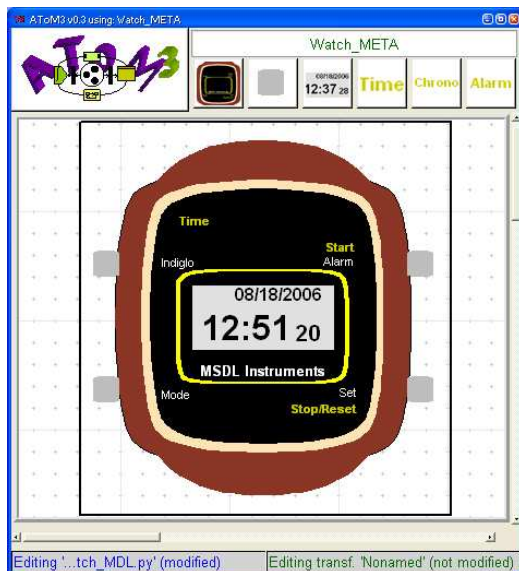 AToM3 v0.3 using: Watch_META
AToM3
Watch_META
08/18/2006
12:37 28
Time
Chrono
Alarm
Time
Start
Indiglo
Alarm
08/18/2006
12:51 20
MSDL Instruments
Mode
Set
Stop/Reset
Editing '...tch_MDL.py' (modified)
Editing transf. 'Nonamed' (not modified)